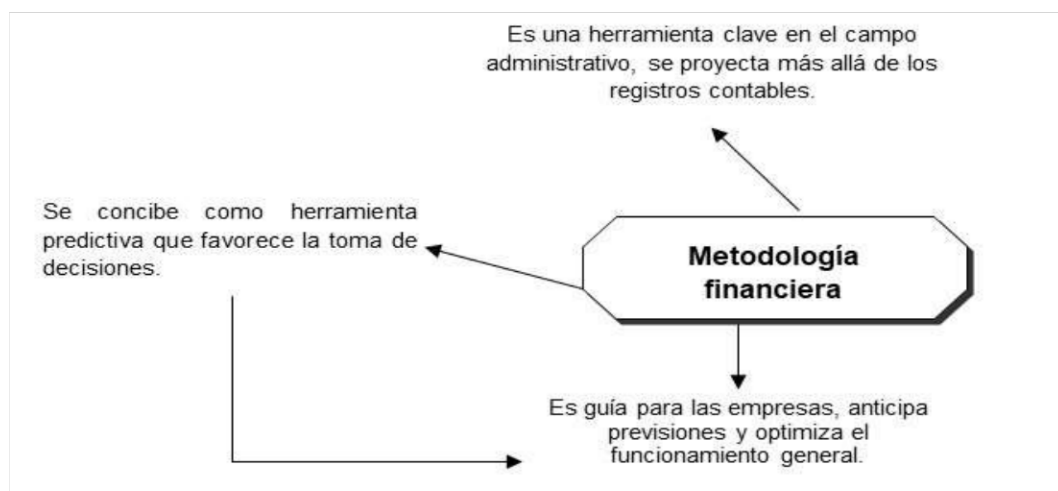 Es una herramienta clave en el campo
administrativo, se proyecta más allá de los
registros contables.
Se concibe como herramienta
predictiva que favorece la toma de
decisiones.
Metodología
financiera
Es guía para las empresas, anticipa
previsiones y optimiza el
funcionamiento general.